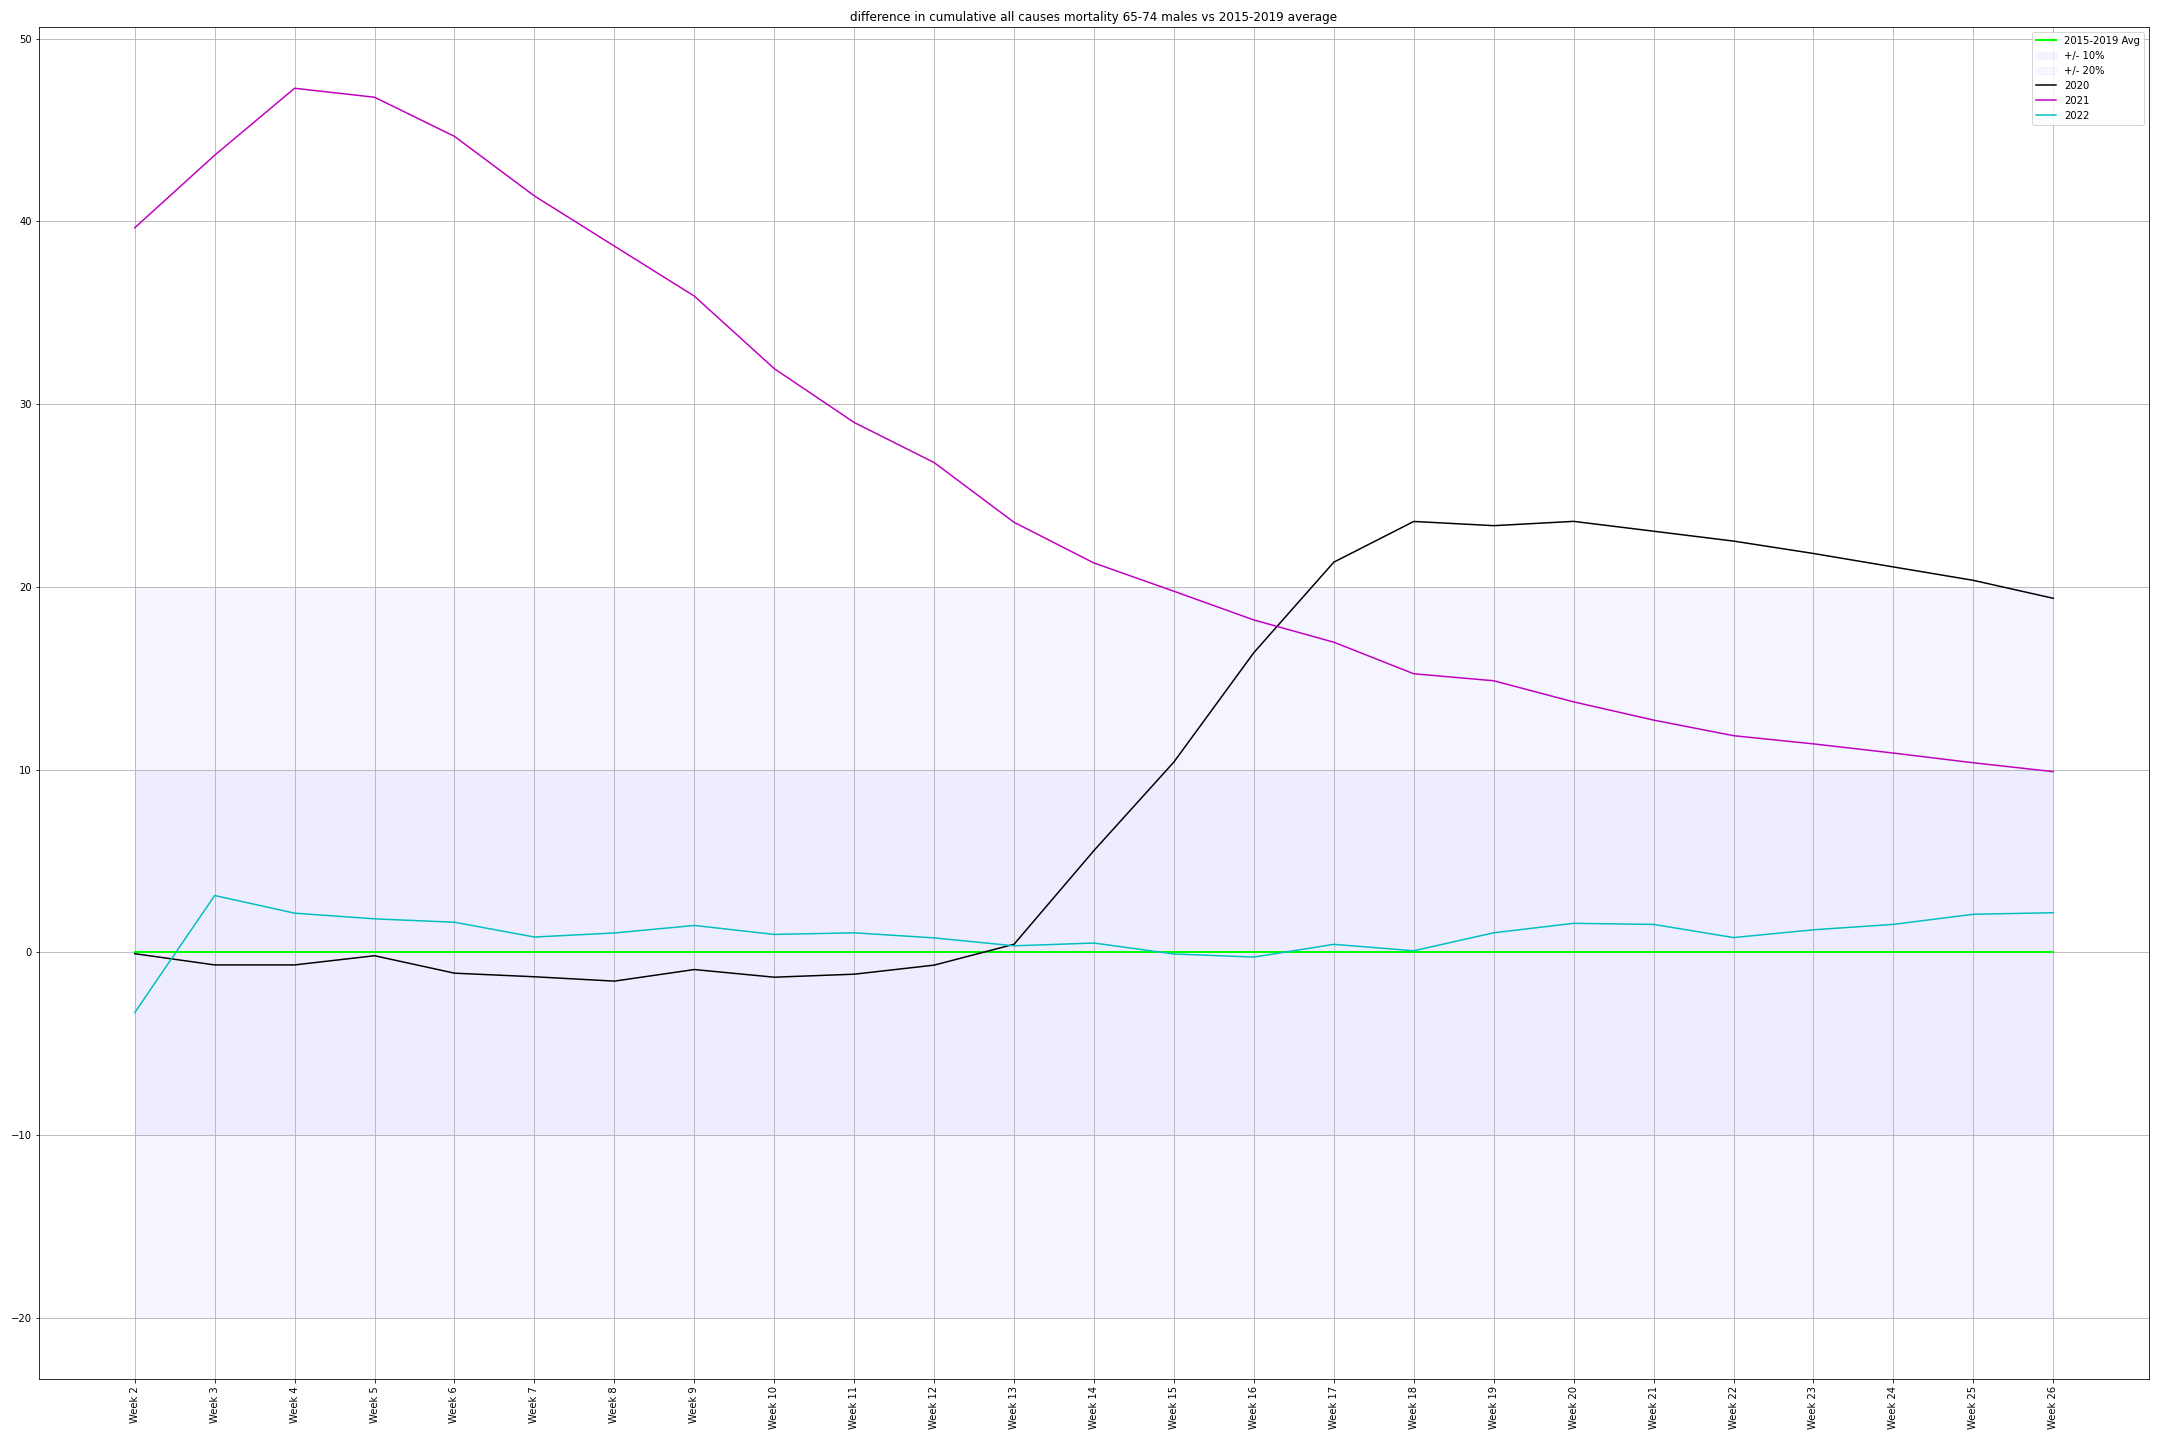 difference in cumulative all causes mortality 65-74 males vs 2015-2019 average
2015-2019 Avg
+/- 10%
+/- 20%
2020
2021
2022
50
40
30
20
10
0
−10
−20
Week 2
Week 3
Week 4
Week 5
Week 6
Week 7
Week 8
Week 9
Week 10
Week 11
Week 12
Week 13
Week 14
Week 15
Week 16
Week 17
Week 18
Week 19
Week 20
Week 21
Week 22
Week 23
Week 24
Week 25
Week 26